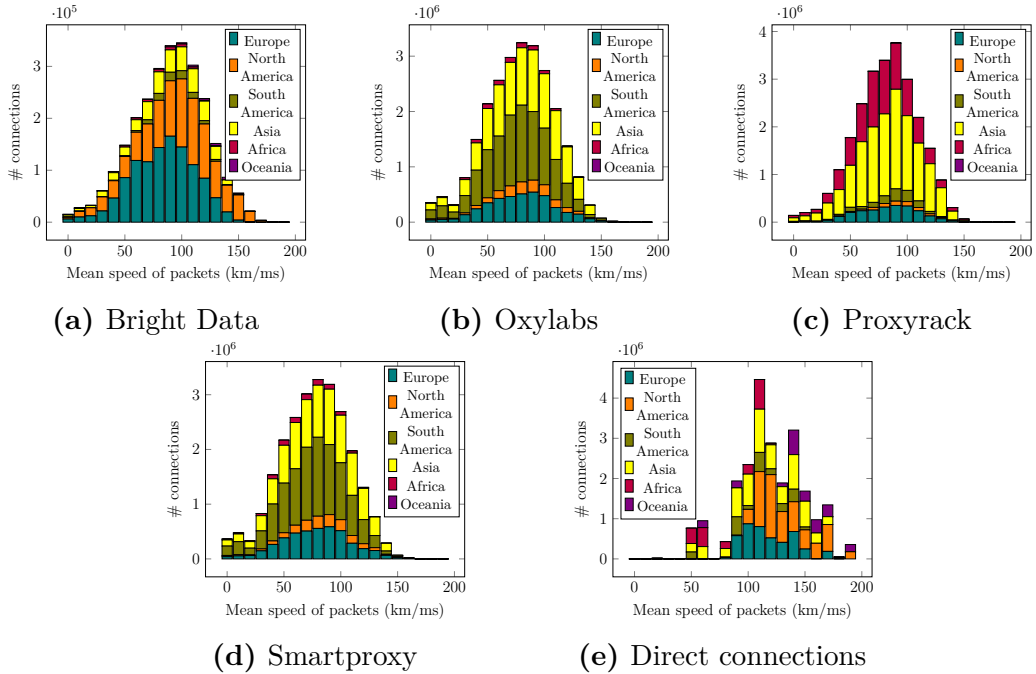 ·10^5
# connections
3
2
1
0
0 50 100 150 200
Mean speed of packets (km/ms)
Europe
North
America
South
America
Asia
Africa
Oceania
(a) Bright Data
·10^6
# connections
3
2
1
0
0 50 100 150 200
Mean speed of packets (km/ms)
Europe
North
America
South
America
Asia
Africa
Oceania
(b) Oxylabs
·10^6
# connections
4
3
2
1
0
0 50 100 150 200
Mean speed of packets (km/ms)
Europe
North
America
South
America
Asia
Africa
Oceania
(c) Proxyrack
·10^6
# connections
3
2
1
0
0 50 100 150 200
Mean speed of packets (km/ms)
Europe
North
America
South
America
Asia
Africa
Oceania
(d) Smartproxy
·10^6
# connections
4
3
2
1
0
0 50 100 150 200
Mean speed of packets (km/ms)
Europe
North
America
South
America
Asia
Africa
Oceania
(e) Direct connections